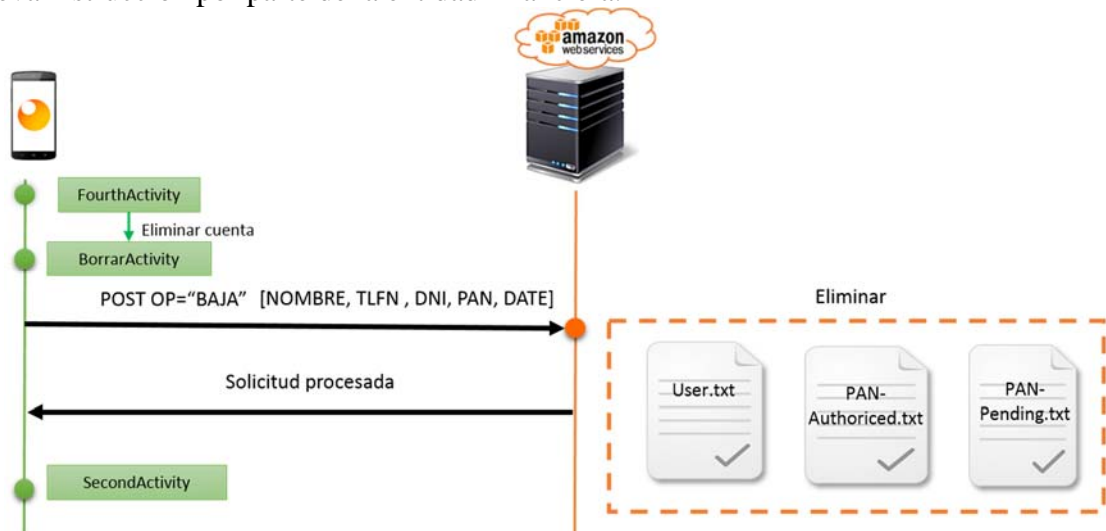 amazon
webservices
FourthActivity
Eliminar cuenta
BorrarActivity
POST OP=“BAJA” [NOMBRE, TLFN , DNI, PAN, DATE]
Eliminar
Solicitud procesada
User.txt
PAN-
Authoriced.txt
PAN-
Pending.txt
SecondActivity